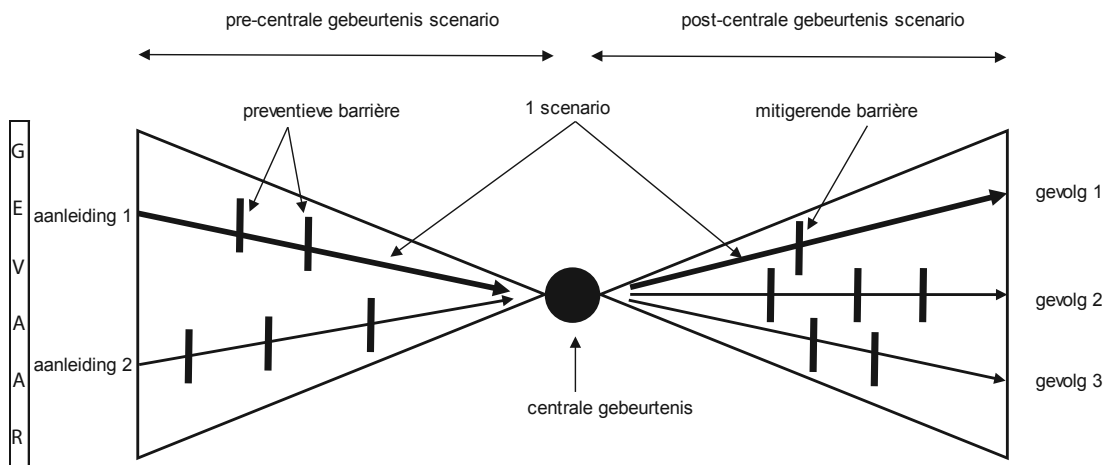 pre-centrale gebeurtenis scenario
post-centrale gebeurtenis scenario
preventieve barrière
1 scenario
mitigerende barrière
GEVAAR
aanleiding 1
aanleiding 2
gevolg 1
gevolg 2
gevolg 3
centrale gebeurtenis